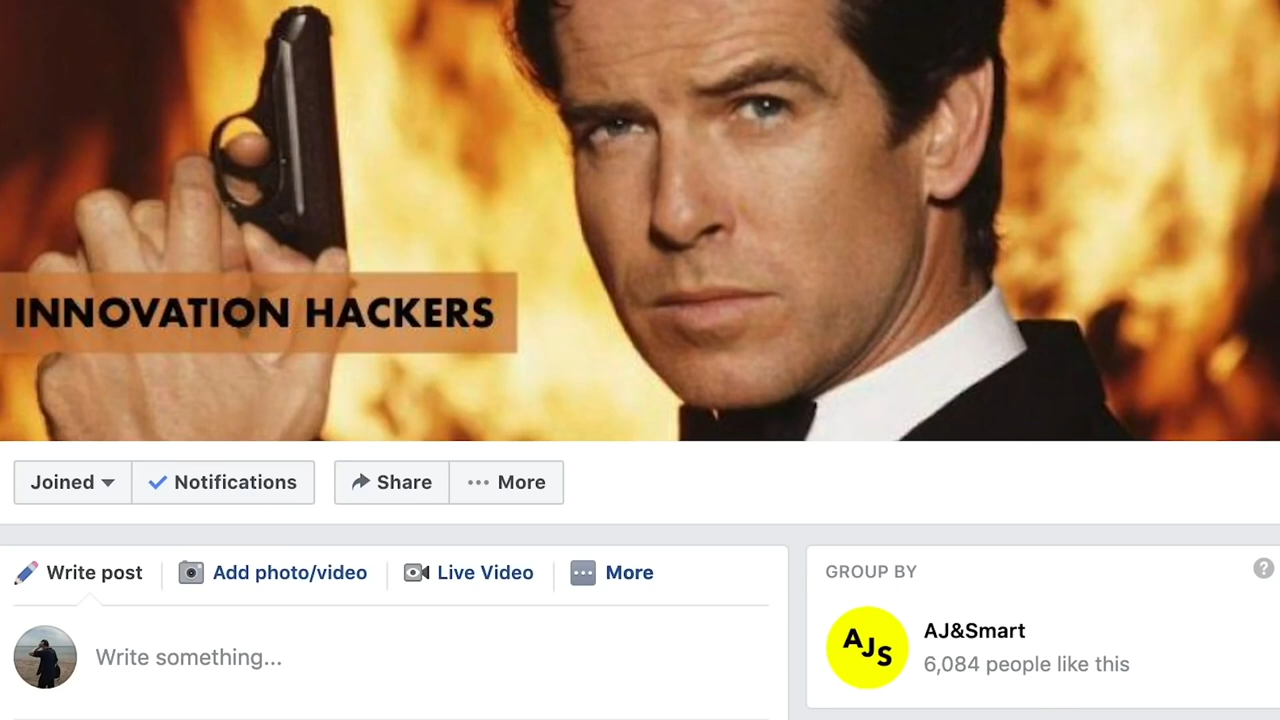 INNOVATION HACKERS
Joined
Notifications
Share
More
Write post
Add photo/video
Live Video
More
Write something...
GROUP BY
?
AJS
AJ&Smart
6,084 people like this